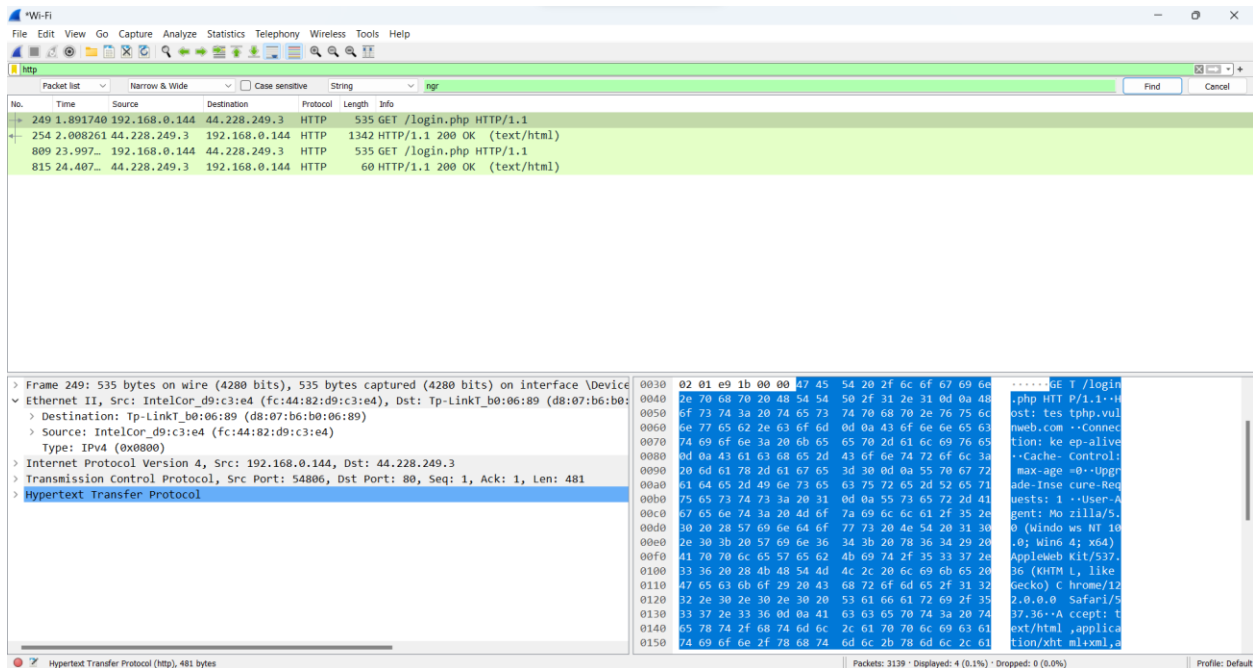 *Wi-Fi
File Edit View Go Capture Analyze Statistics Telephony Wireless Tools Help
http
Packet list Narrow & Wide Case sensitive String ngr Find Cancel
No. Time Source Destination Protocol Length Info
249 1.891740 192.168.0.144 44.228.249.3 HTTP 535 GET /login.php HTTP/1.1
254 2.008261 44.228.249.3 192.168.0.144 HTTP 1342 HTTP/1.1 200 OK (text/html)
809 23.997… 192.168.0.144 44.228.249.3 HTTP 535 GET /login.php HTTP/1.1
815 24.407… 44.228.249.3 192.168.0.144 HTTP 60 HTTP/1.1 200 OK (text/html)
Frame 249: 535 bytes on wire (4280 bits), 535 bytes captured (4280 bits) on interface \Device
Ethernet II, Src: IntelCor_d9:c3:e4 (fc:44:82:d9:c3:e4), Dst: Tp-LinkT_b0:06:89 (d8:07:b6:b0:
Destination: Tp-LinkT_b0:06:89 (d8:07:b6:b0:06:89)
Source: IntelCor_d9:c3:e4 (fc:44:82:d9:c3:e4)
Type: IPv4 (0x0800)
Internet Protocol Version 4, Src: 192.168.0.144, Dst: 44.228.249.3
Transmission Control Protocol, Src Port: 54806, Dst Port: 80, Seq: 1, Ack: 1, Len: 481
Hypertext Transfer Protocol
0030 02 01 e9 1b 00 00 47 45 54 20 2f 6c 6f 67 69 6e ······GE T /login
0040 2e 70 68 70 20 48 54 54 50 2f 31 2e 31 0d 0a 48 .php HTT P/1.1··H
0050 6f 73 74 3a 20 74 65 73 74 70 68 70 2e 76 75 6c ost: tes tphp.vul
0060 6e 77 65 62 2e 63 6f 6d 0d 0a 43 6f 6e 6e 65 63 nweb.com ··Connec
0070 74 69 6f 6e 3a 20 6b 65 65 70 2d 61 6c 69 76 65 tion: ke ep-alive
0080 0d 0a 43 61 63 68 65 2d 43 6f 6e 74 72 6f 6c 3a ··Cache- Control:
0090 20 6d 61 78 2d 61 67 65 3d 30 0d 0a 55 70 67 72 max-age =0··Upgr
00a0 61 64 65 2d 49 6e 73 65 63 75 72 65 2d 52 65 71 ade-Inse cure-Req
00b0 75 65 73 74 73 3a 20 31 0d 0a 55 73 65 72 2d 41 uests: 1 ··User-A
00c0 67 65 6e 74 3a 20 4d 6f 7a 69 6c 6c 61 2f 35 2e gent: Mo zilla/5.
00d0 30 20 28 57 69 6e 64 6f 77 73 20 4e 54 20 31 30 0 (Windo ws NT 10
00e0 2e 30 3b 20 57 69 6e 36 34 3b 20 78 36 34 29 20 .0; Win6 4; x64)
00f0 41 70 70 6c 65 57 65 62 4b 69 74 2f 35 33 37 2e AppleWeb Kit/537.
0100 33 36 20 28 4b 48 54 4d 4c 2c 20 6c 69 6b 65 20 36 (KHTM L, like
0110 47 65 63 6b 6f 29 20 43 68 72 6f 6d 65 2f 31 32 Gecko) C hrome/12
0120 32 2e 30 2e 30 2e 30 20 53 61 66 61 72 69 2f 35 2.0.0.0 Safari/5
0130 33 37 2e 33 36 0d 0a 41 63 63 65 70 74 3a 20 74 37.36··A ccept: t
0140 65 78 74 2f 68 74 6d 6c 2c 61 70 70 6c 69 63 61 ext/html ,applica
0150 74 69 6f 6e 2f 78 68 74 6d 6c 2b 78 6d 6c 2c 61 tion/xht ml+xml,a
Hypertext Transfer Protocol (http), 481 bytes Packets: 3139 · Displayed: 4 (0.1%) · Dropped: 0 (0.0%) Profile: Default